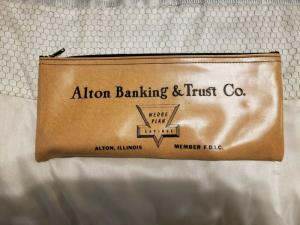 Alton Banking & Trust Co.
WEDGE
PLAN
SAVINGS
ALTON, ILLINOIS MEMBER F.D.I.C.